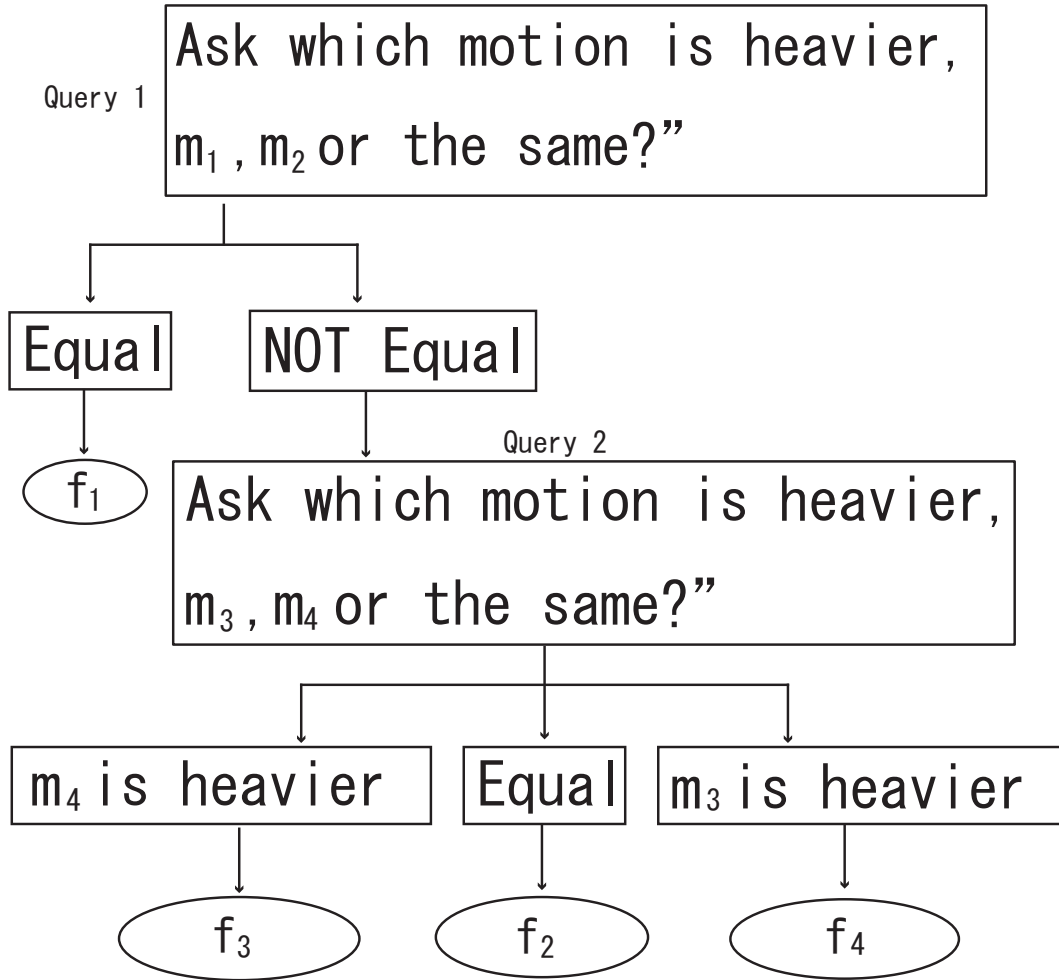 Query 1
Ask which motion is heavier,
m₁,m₂ or the same?”
Equal
NOT Equal
f₁
Query 2
Ask which motion is heavier,
m₃,m₄ or the same?”
m₄ is heavier
Equal
m₃ is heavier
f₃
f₂
f₄